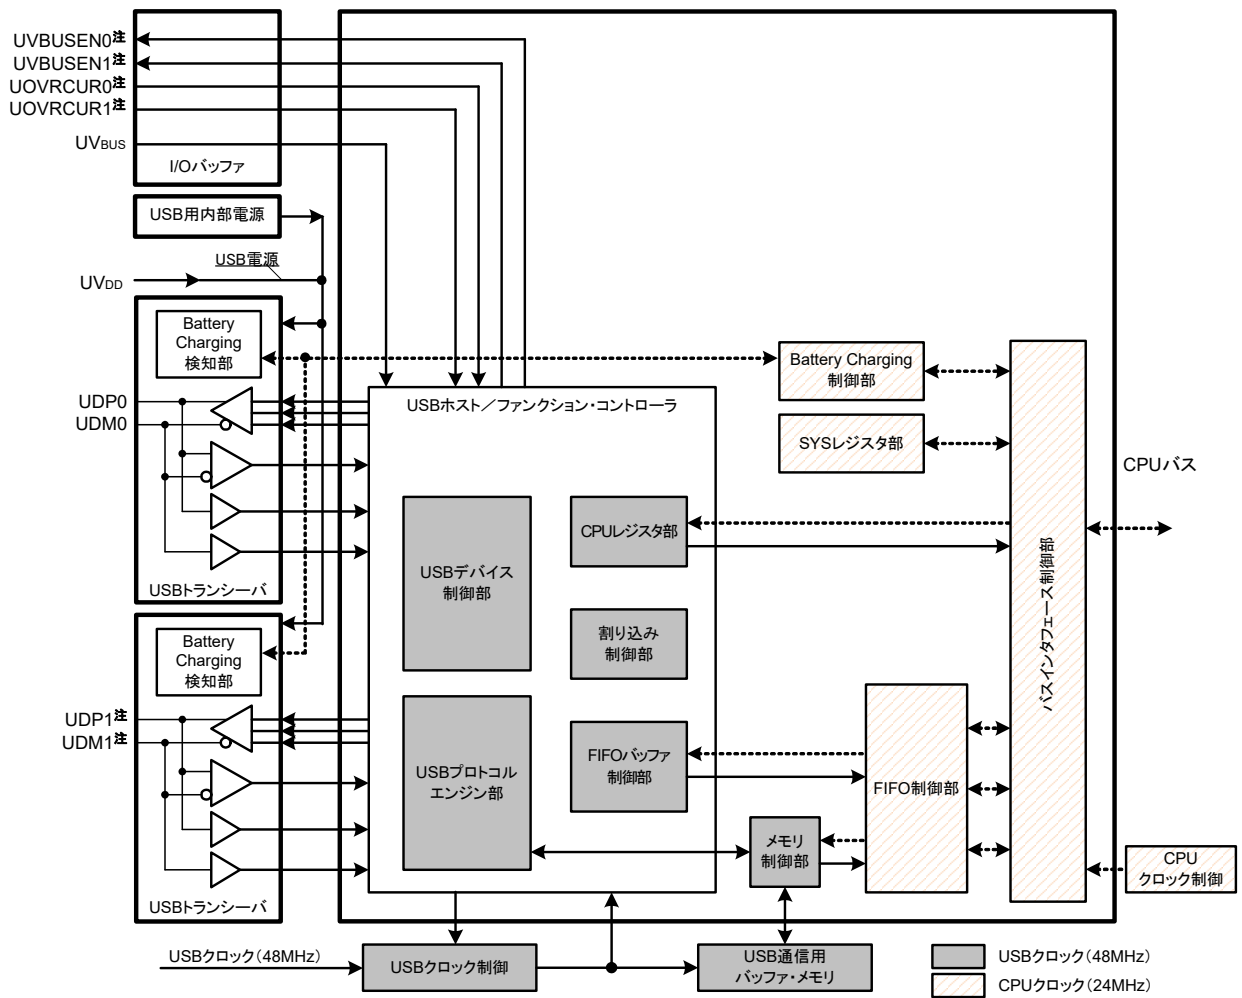 UVBUSEN0注
UVBUSEN1注
UOVRCUR0注
UOVRCUR1注
UVBUS
I/Oバッファ
USB用内部電源
USB電源
UVDD
Battery
Charging
検知部
UDP0
UDM0
USBトランシーバ
Battery
Charging
検知部
UDP1注
UDM1注
USBトランシーバ
USBホスト／ファンクション・コントローラ
USBデバイス
制御部
CPUレジスタ部
割り込み
制御部
USBプロトコル
エンジン部
FIFOバッファ
制御部
メモリ
制御部
Battery Charging
制御部
SYSレジスタ部
FIFO制御部
バスインタフェース制御部
CPUバス
CPU
クロック制御
USBクロック（48MHz）
USBクロック制御
USB通信用
バッファ・メモリ
USBクロック（48MHz）
CPUクロック（24MHz）